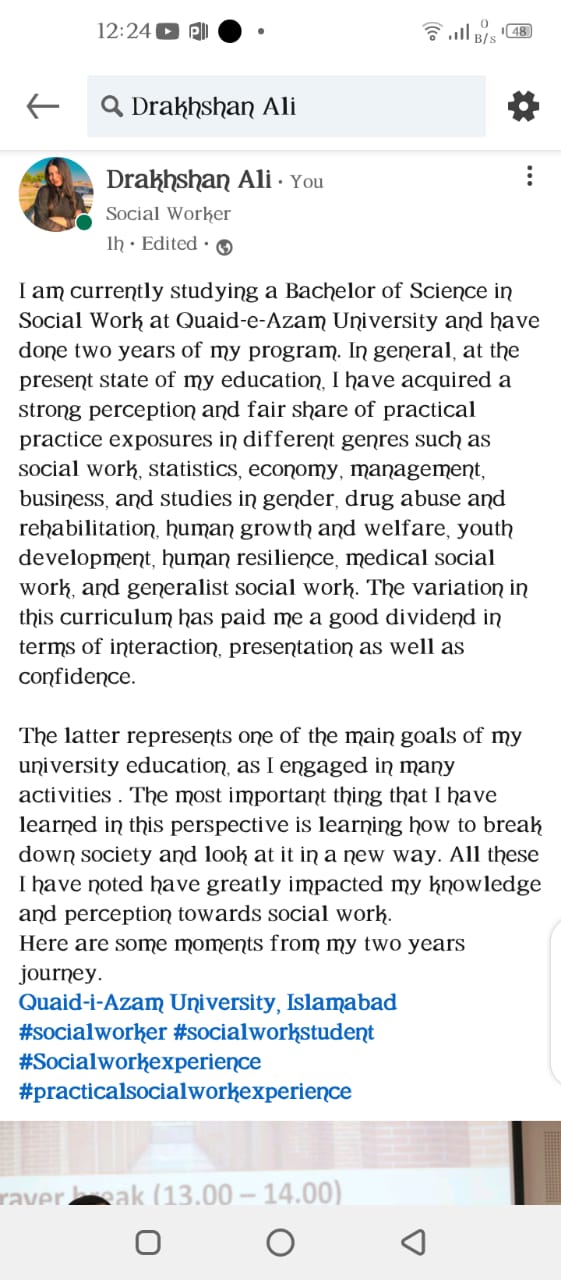 12:24
0
B/s
48
Drakhshan Ali
Drakhshan Ali · You
Social Worker
1h · Edited ·
I am currently studying a Bachelor of Science in
Social Work at Quaid-e-Azam University and have
done two years of my program. In general, at the
present state of my education, I have acquired a
strong perception and fair share of practical
practice exposures in different genres such as
social work, statistics, economy, management,
business, and studies in gender, drug abuse and
rehabilitation, human growth and welfare, youth
development, human resilience, medical social
work, and generalist social work. The variation in
this curriculum has paid me a good dividend in
terms of interaction, presentation as well as
confidence.
The latter represents one of the main goals of my
university education, as I engaged in many
activities . The most important thing that I have
learned in this perspective is learning how to break
down society and look at it in a new way. All these
I have noted have greatly impacted my knowledge
and perception towards social work.
Here are some moments from my two years
journey.
Quaid-i-Azam University, Islamabad
#socialworker #socialworkstudent
#Socialworkexperience
#practicalsocialworkexperience
(13.00 – 14.00)